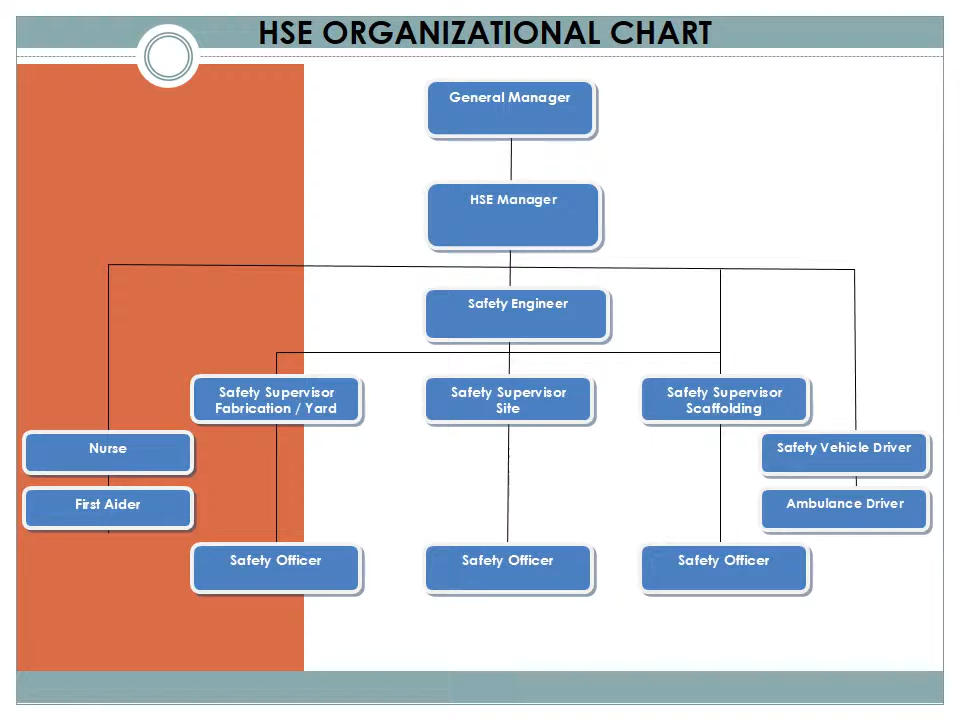 HSE ORGANIZATIONAL CHART
General Manager
HSE Manager
Safety Engineer
Safety Supervisor
Fabrication / Yard
Safety Supervisor
Site
Safety Supervisor
Scaffolding
Nurse
Safety Vehicle Driver
First Aider
Ambulance Driver
Safety Officer
Safety Officer
Safety Officer